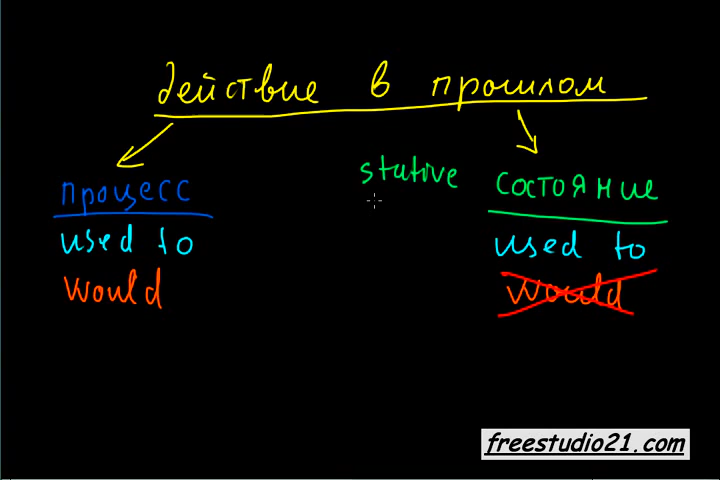 действие в прошлом
процесс
stative
состояние
used to
used to
would
would
freestudio21.com